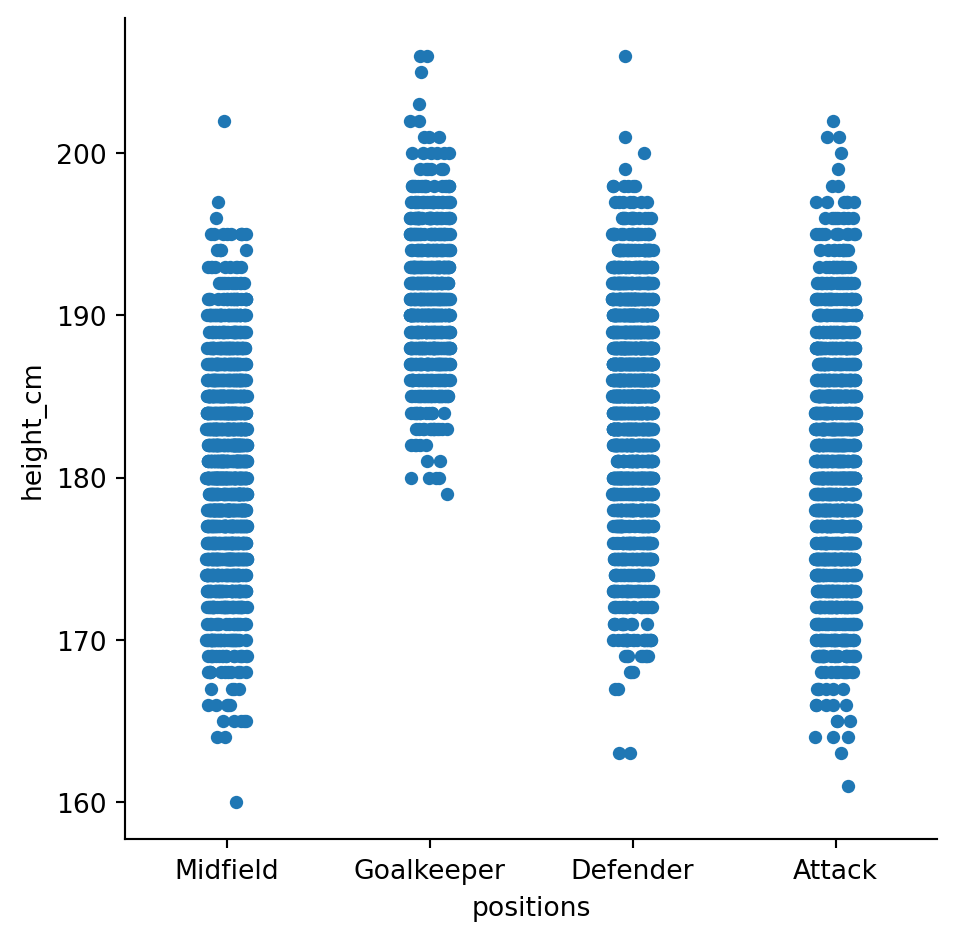 200
190
180
170
160
height_cm
Midfield
Goalkeeper
Defender
Attack
positions